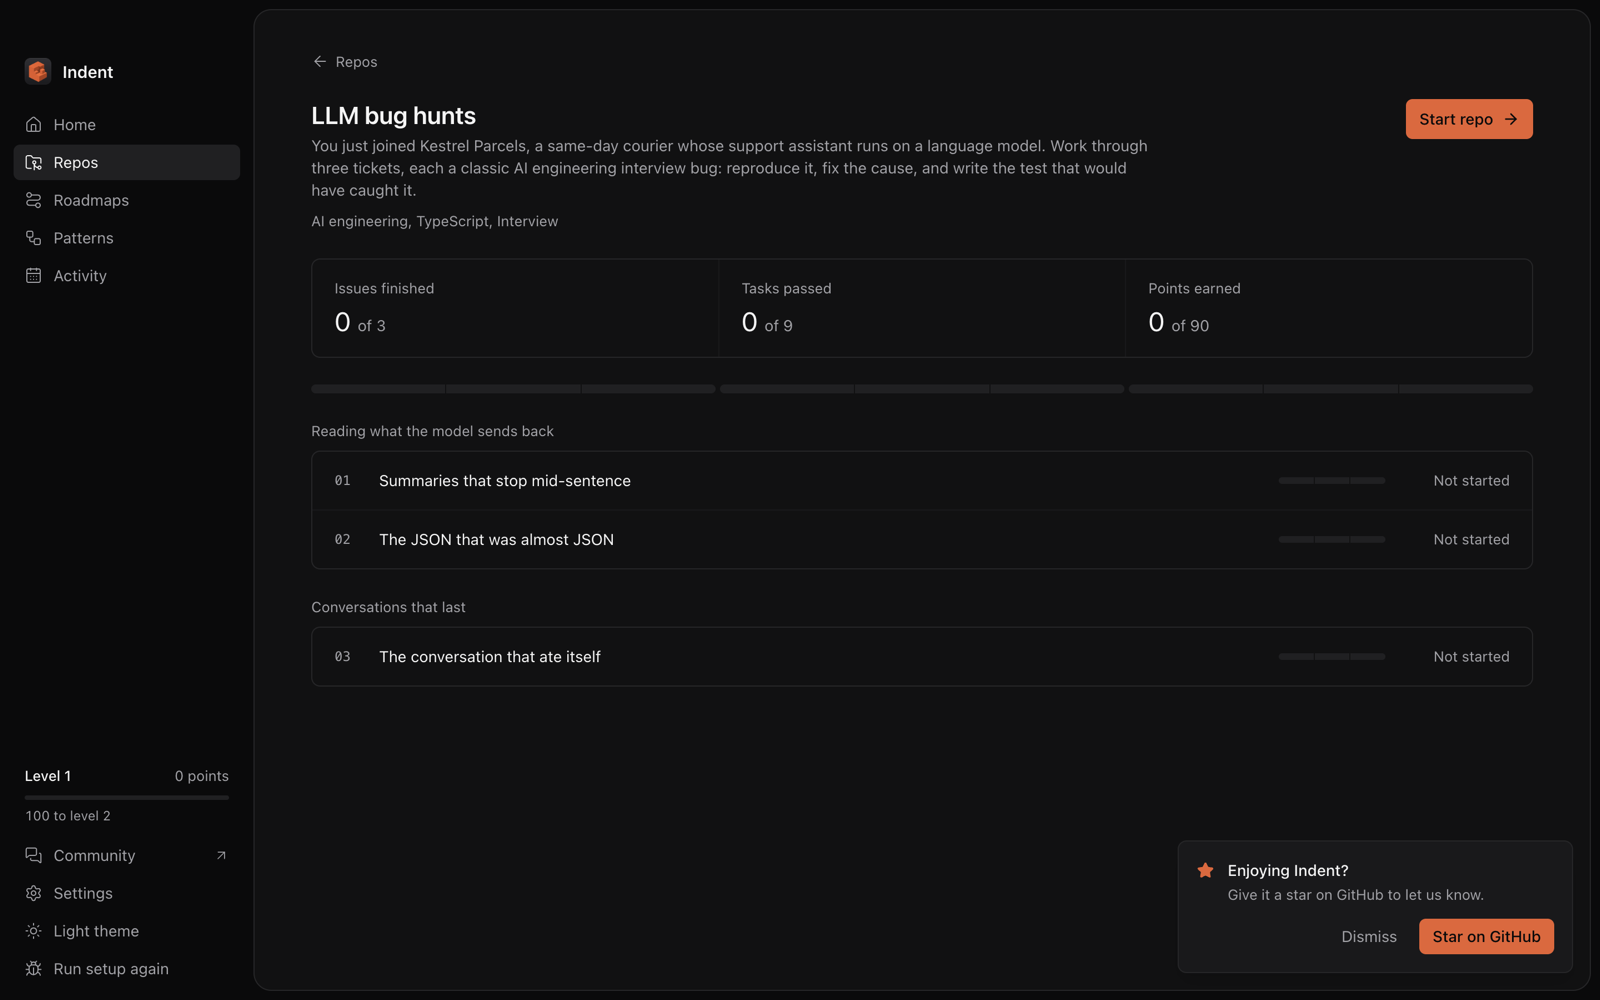 Indent
Home
Repos
Roadmaps
Patterns
Activity
Level 1
0 points
100 to level 2
Community
Settings
Light theme
Run setup again
Repos
LLM bug hunts
Start repo
You just joined Kestrel Parcels, a same-day courier whose support assistant runs on a language model. Work through
three tickets, each a classic AI engineering interview bug: reproduce it, fix the cause, and write the test that would
have caught it.
AI engineering, TypeScript, Interview
Issues finished
0 of 3
Tasks passed
0 of 9
Points earned
0 of 90
Reading what the model sends back
01 Summaries that stop mid-sentence Not started
02 The JSON that was almost JSON Not started
Conversations that last
03 The conversation that ate itself Not started
Enjoying Indent?
Give it a star on GitHub to let us know.
Dismiss
Star on GitHub